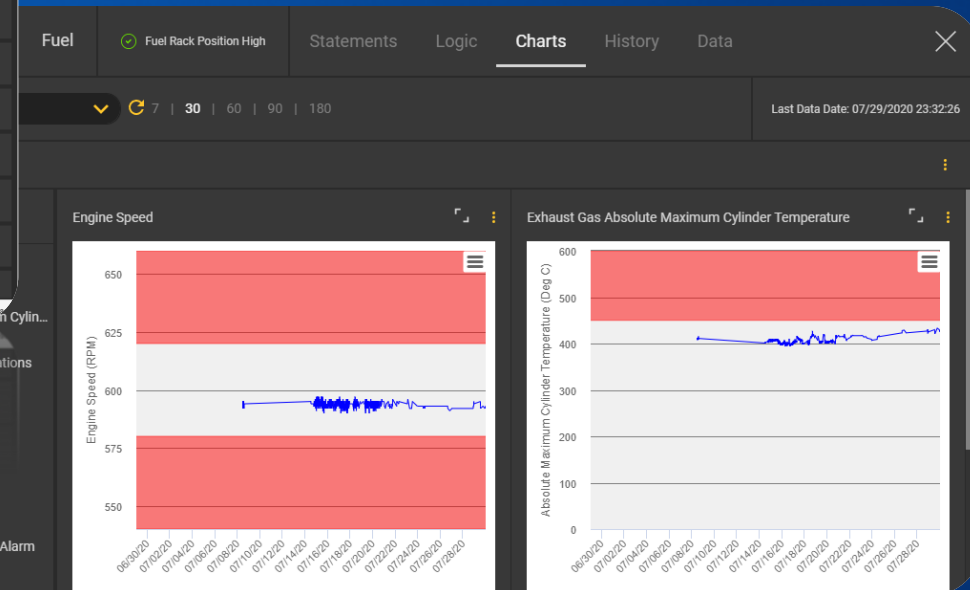 Fuel
Fuel Rack Position High
Statements
Logic
Charts
History
Data
7 | 30 | 60 | 90 | 180
Last Data Date: 07/29/2020 23:32:26
m Cylin...
ations
Alarm
Engine Speed
Engine Speed (RPM)
650
625
600
575
550
06/30/20
07/02/20
07/04/20
07/06/20
07/08/20
07/10/20
07/12/20
07/14/20
07/16/20
07/18/20
07/20/20
07/22/20
07/24/20
07/26/20
07/28/20
Exhaust Gas Absolute Maximum Cylinder Temperature
Absolute Maximum Cylinder Temperature (Deg C)
600
500
400
300
200
100
0
06/30/20
07/02/20
07/04/20
07/06/20
07/08/20
07/10/20
07/12/20
07/14/20
07/16/20
07/18/20
07/20/20
07/22/20
07/24/20
07/26/20
07/28/20